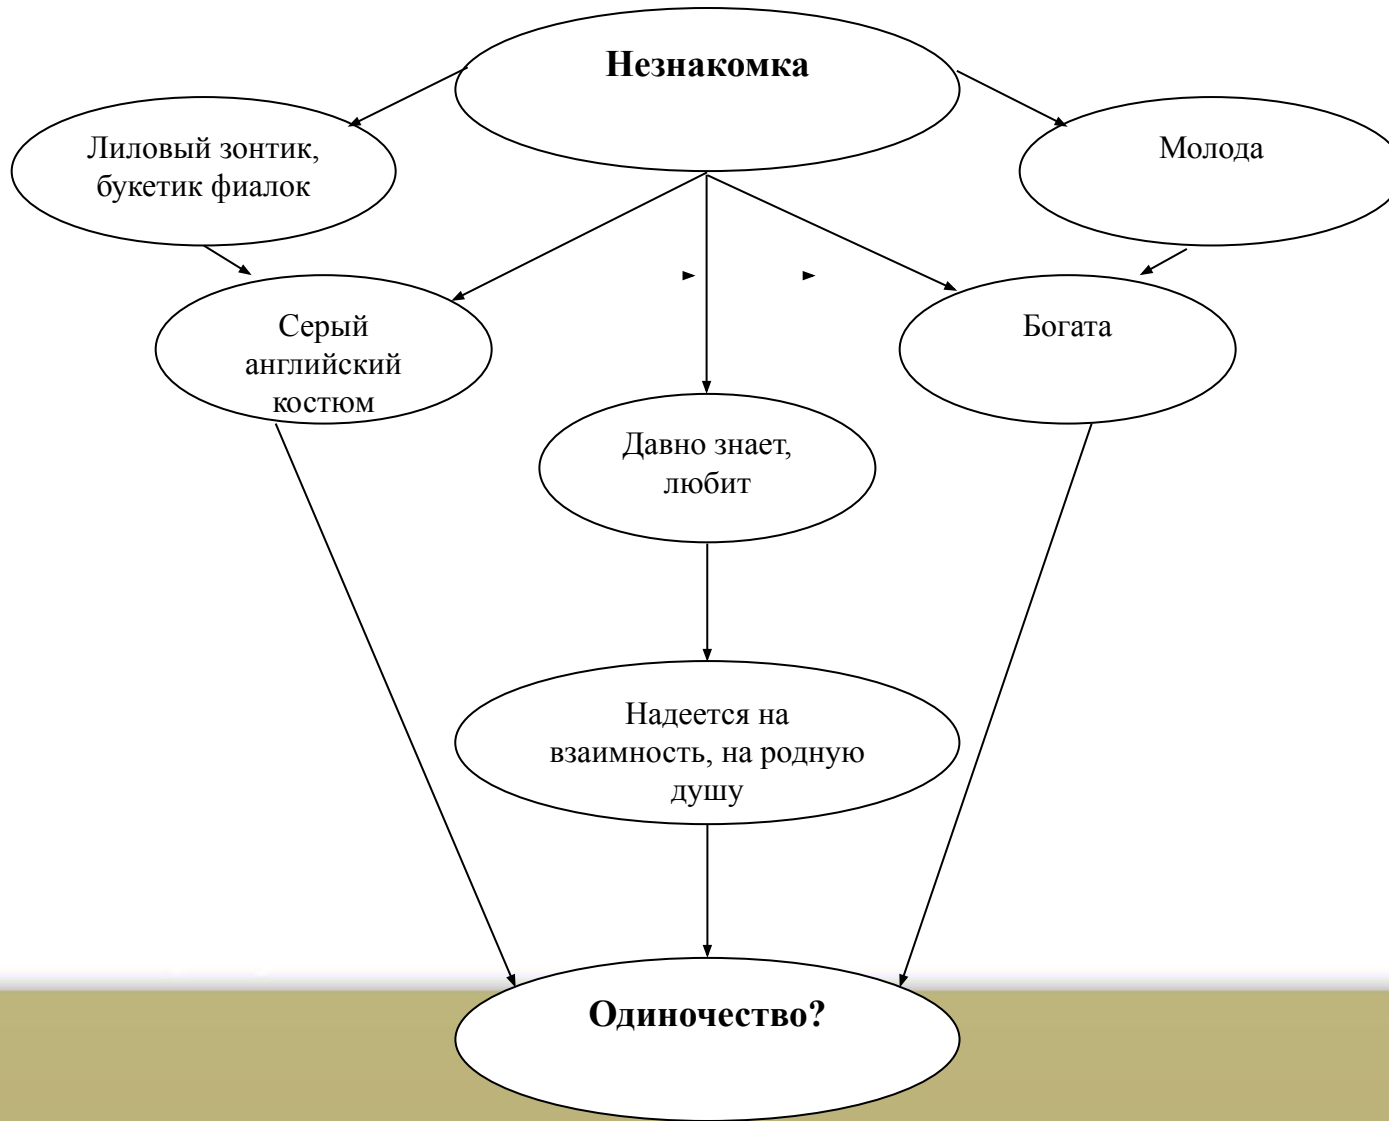 Незнакомка
Лиловый зонтик,
букетик фиалок
Молода
Серый
английский
костюм
Богата
Давно знает,
любит
Надеется на
взаимность, на родную
душу
Одиночество?